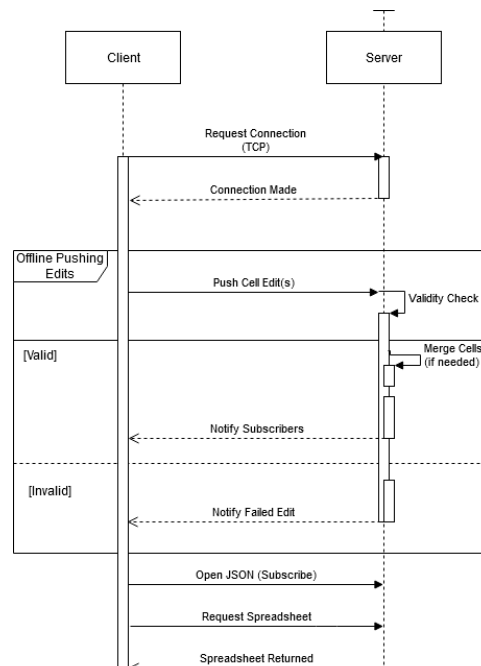 Client
Server
Request Connection
(TCP)
Connection Made
Offline Pushing
Edits
Push Cell Edit(s)
Validity Check
[Valid]
Merge Cells
(if needed)
Notify Subscribers
[Invalid]
Notify Failed Edit
Open JSON (Subscribe)
Request Spreadsheet
Spreadsheet Returned